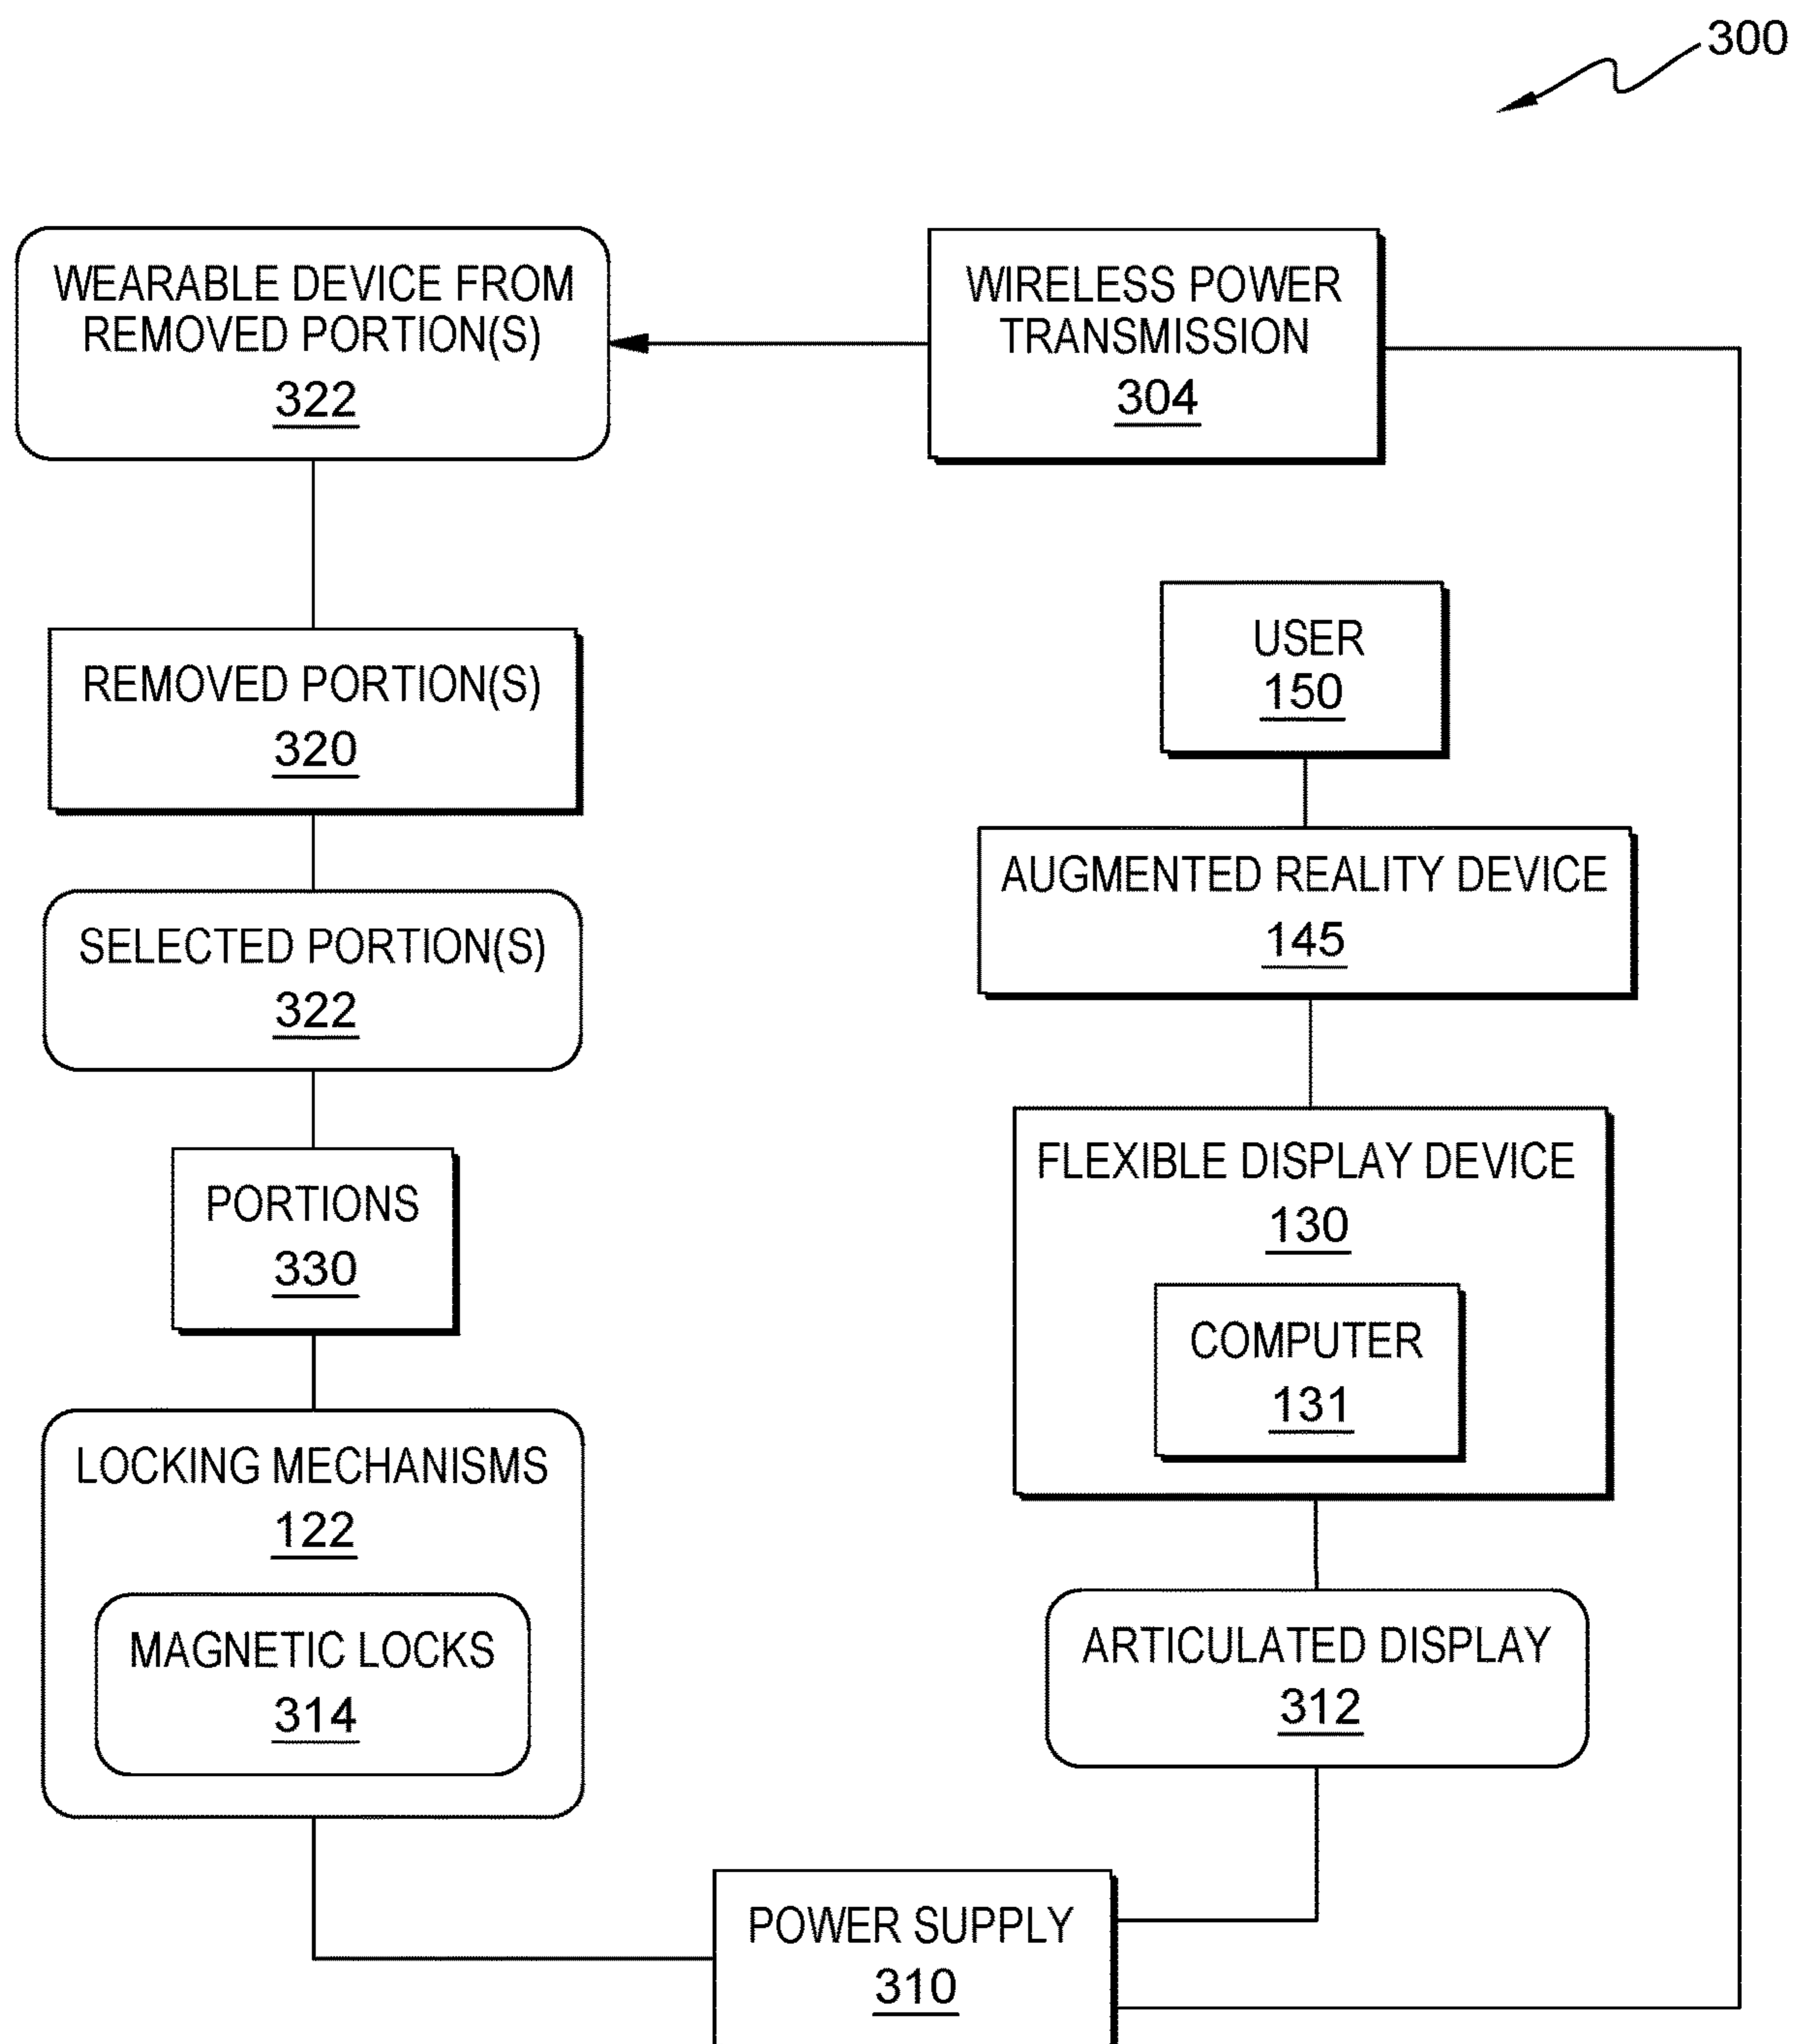 300
WEARABLE DEVICE FROM
REMOVED PORTION(S)
322
WIRELESS POWER
TRANSMISSION
304
USER
150
REMOVED PORTION(S)
320
AUGMENTED REALITY DEVICE
145
SELECTED PORTION(S)
322
FLEXIBLE DISPLAY DEVICE
130
COMPUTER
131
PORTIONS
330
LOCKING MECHANISMS
122
MAGNETIC LOCKS
314
ARTICULATED DISPLAY
312
POWER SUPPLY
310